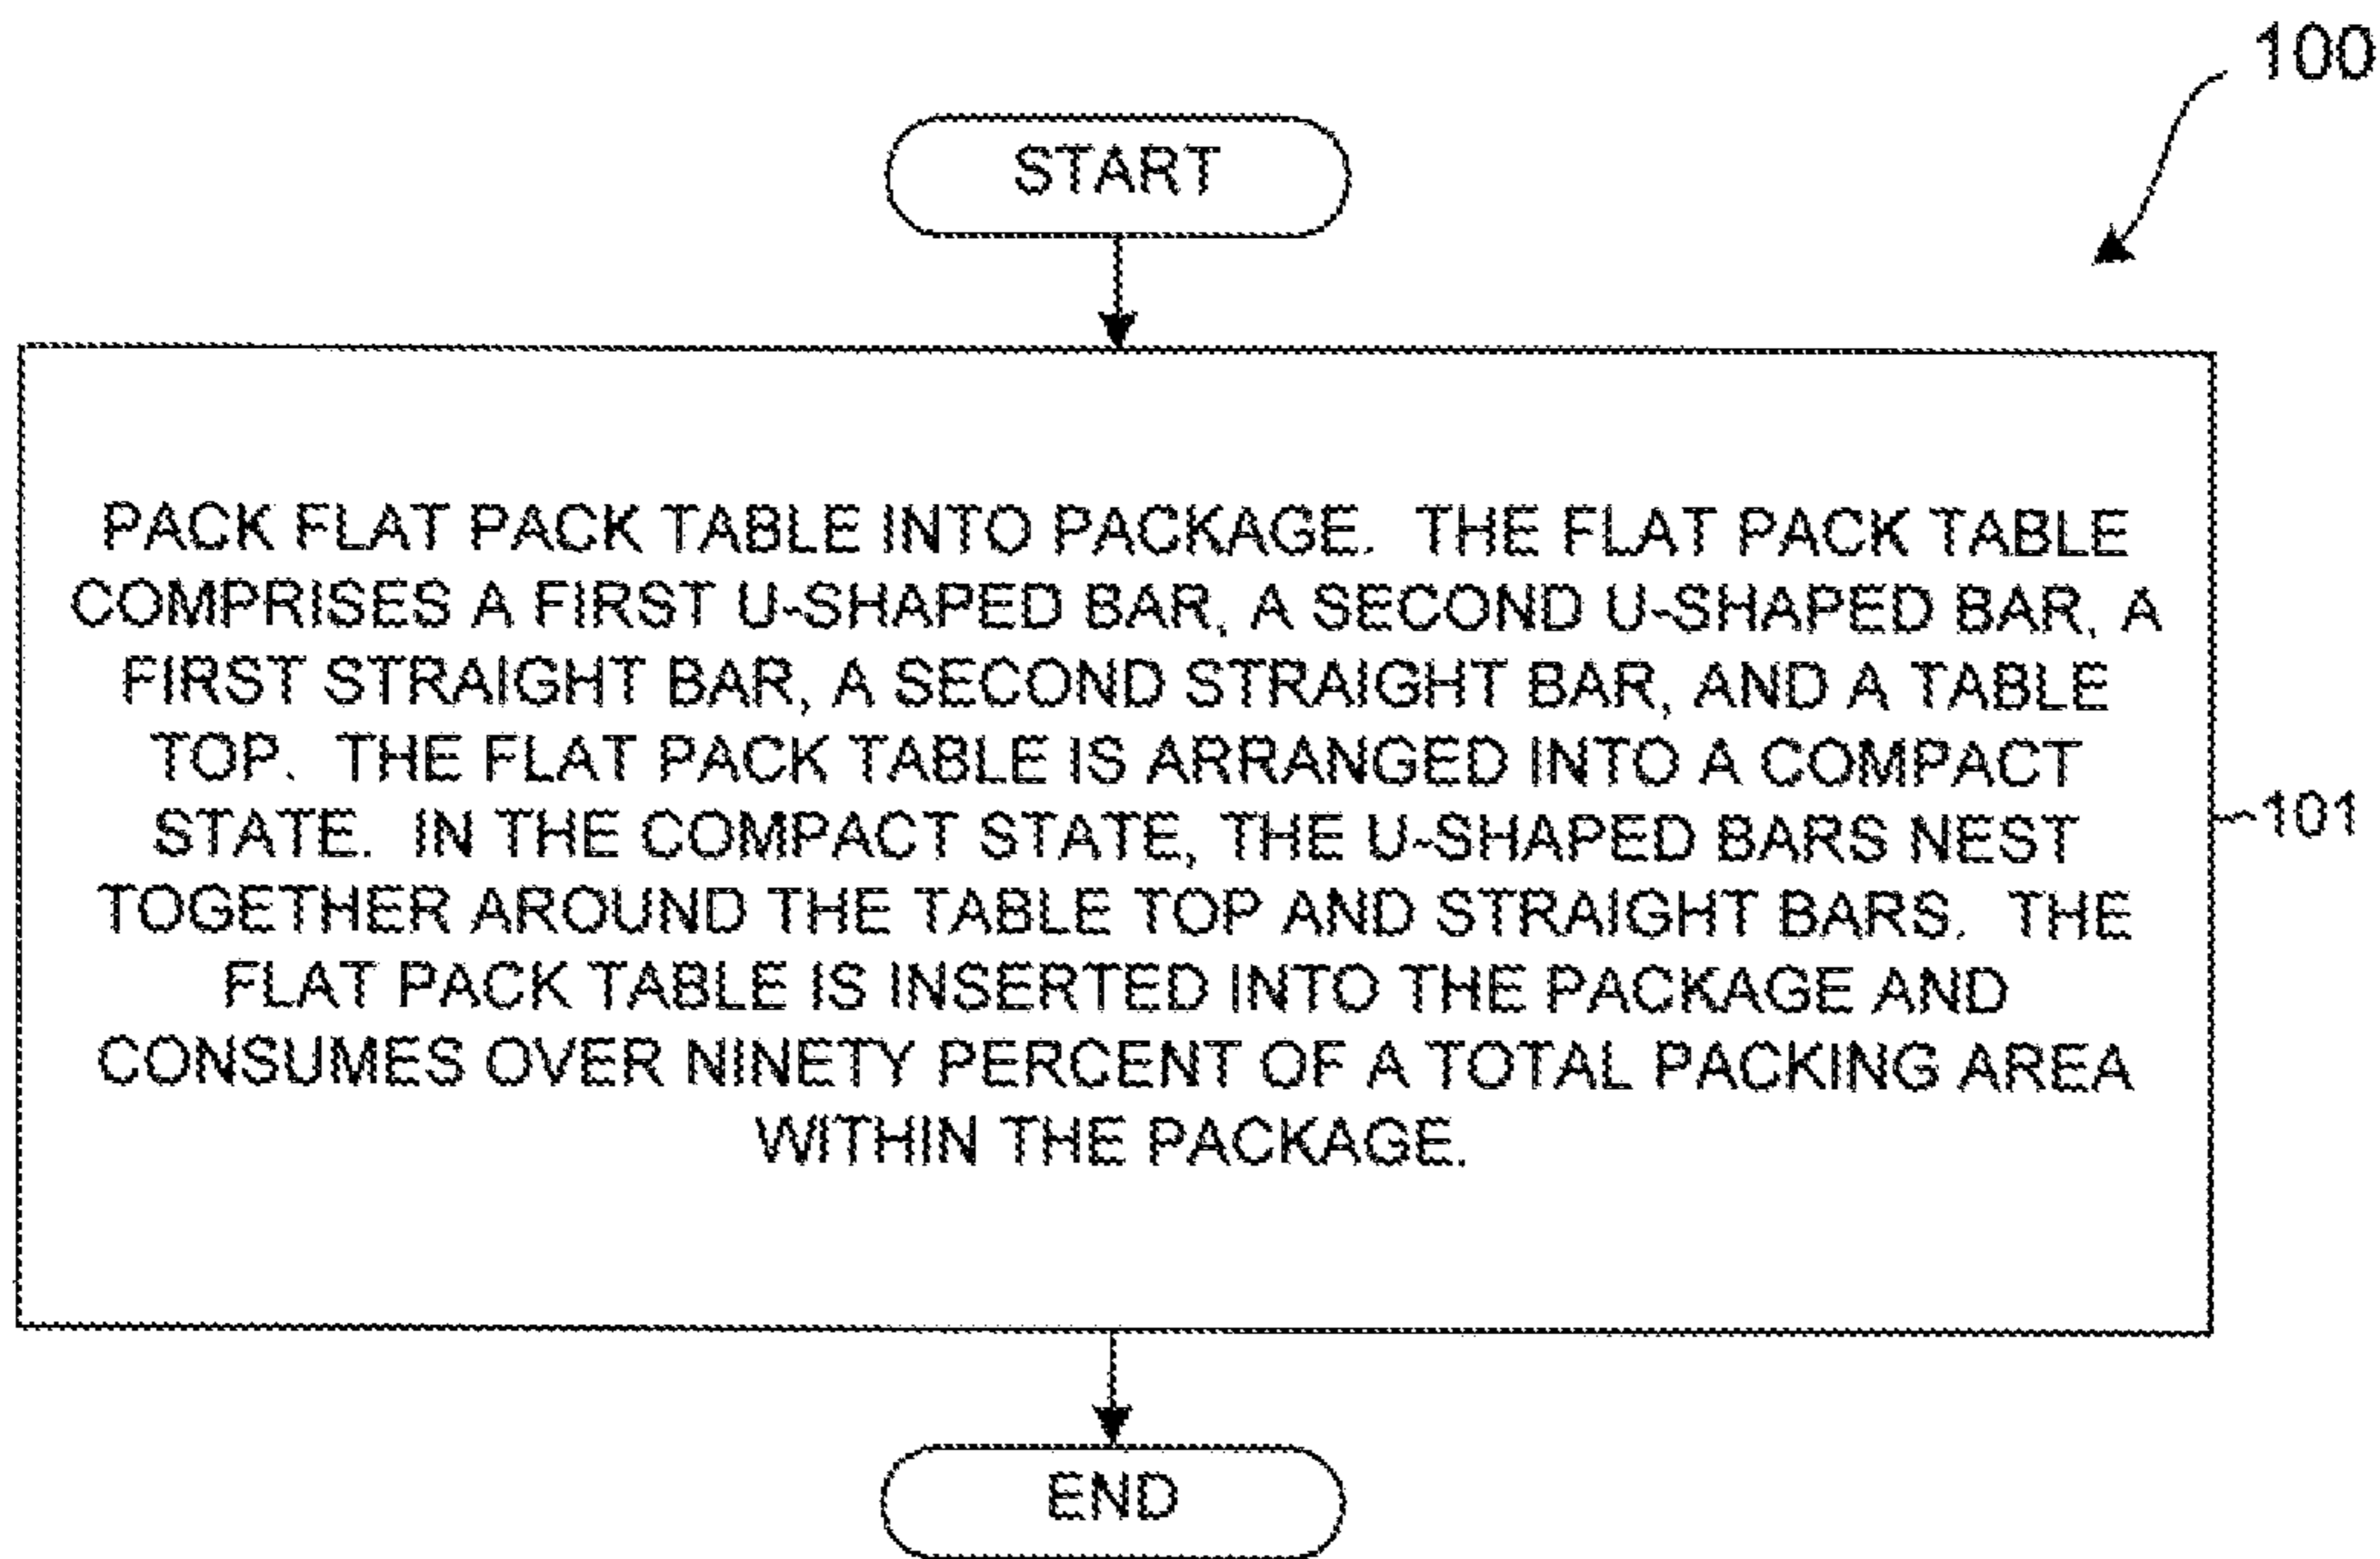 100
START
PACK FLAT PACK TABLE INTO PACKAGE. THE FLAT PACK TABLE
COMPRISES A FIRST U-SHAPED BAR, A SECOND U-SHAPED BAR, A
FIRST STRAIGHT BAR, A SECOND STRAIGHT BAR, AND A TABLE
TOP. THE FLAT PACK TABLE IS ARRANGED INTO A COMPACT
STATE. IN THE COMPACT STATE, THE U-SHAPED BARS NEST
TOGETHER AROUND THE TABLE TOP AND STRAIGHT BARS. THE
FLAT PACK TABLE IS INSERTED INTO THE PACKAGE AND
CONSUMES OVER NINETY PERCENT OF A TOTAL PACKING AREA
WITHIN THE PACKAGE.
101
END